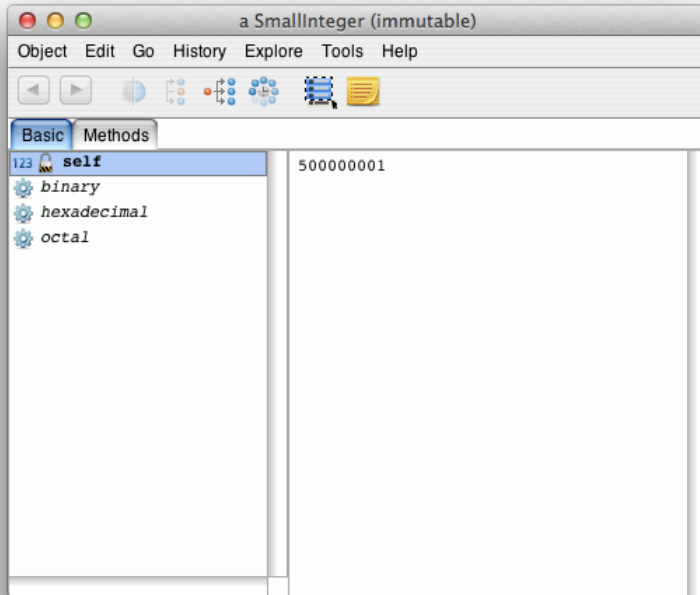 a SmallInteger (immutable)
Object Edit Go History Explore Tools Help
Basic Methods
123 self
binary
hexadecimal
octal
500000001